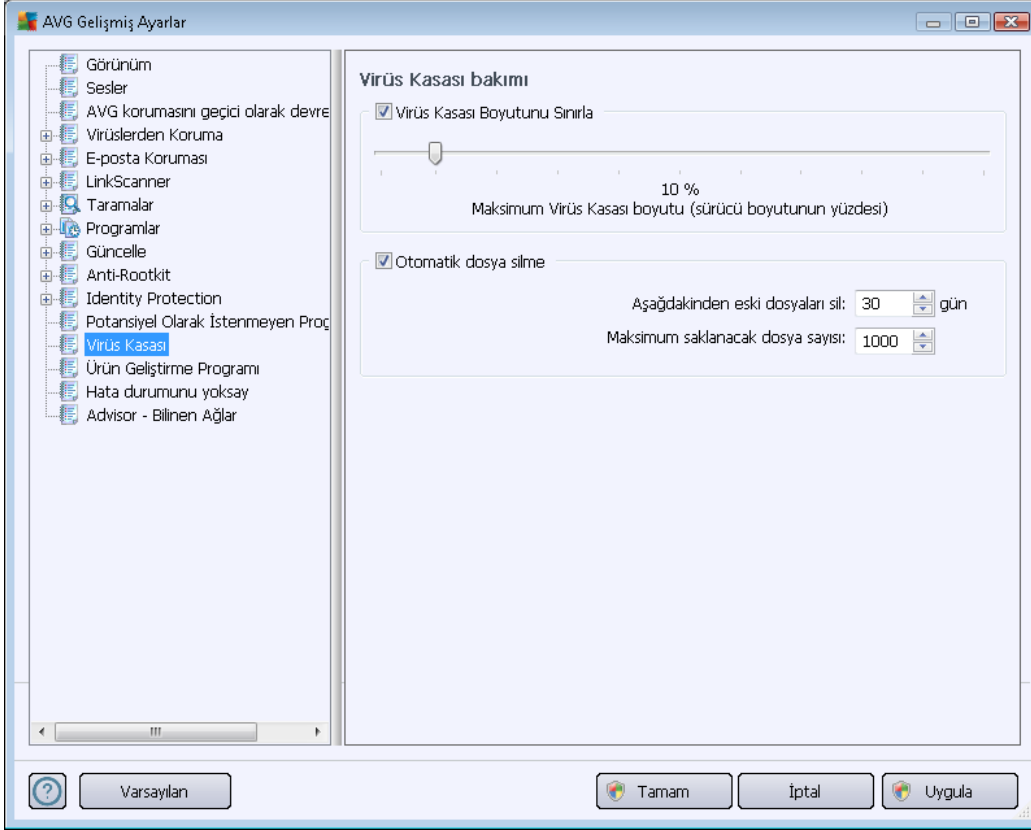 AVG Gelişmiş Ayarlar
Görünüm
Sesler
AVG korumasını geçici olarak devre
Virüslerden Koruma
E-posta Koruması
LinkScanner
Taramalar
Programlar
Güncelle
Anti-Rootkit
Identity Protection
Potansiyel Olarak İstenmeyen Prog
Virüs Kasası
Ürün Geliştirme Programı
Hata durumunu yoksay
Advisor - Bilinen Ağlar
Virüs Kasası bakımı
Virüs Kasası Boyutunu Sınırla
10 %
Maksimum Virüs Kasası boyutu (sürücü boyutunun yüzdesi)
Otomatik dosya silme
Aşağdakinden eski dosyaları sil: 30 gün
Maksimum saklanacak dosya sayısı: 1000
Varsayılan
Tamam
İptal
Uygula